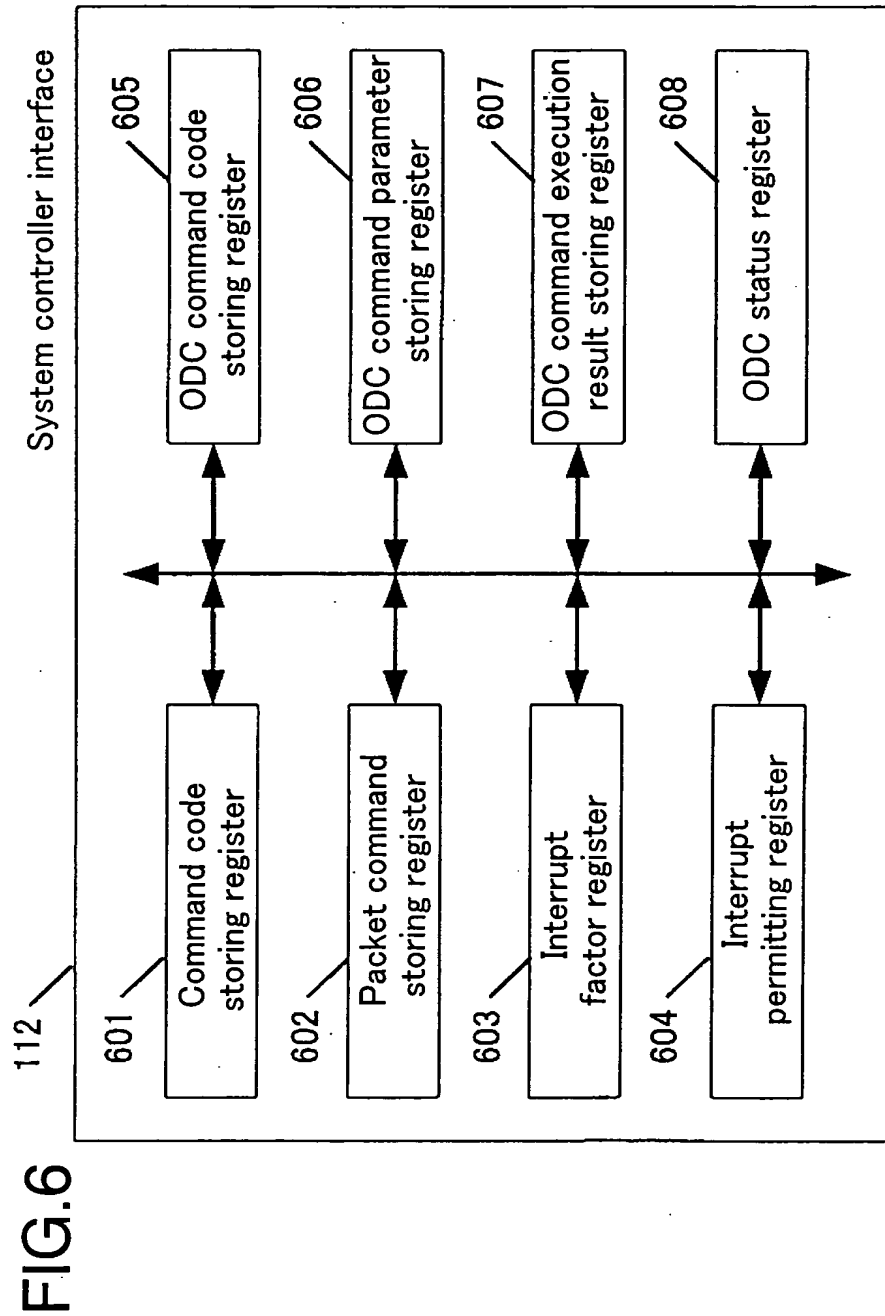 FIG.6
112
System controller interface
601
Command code
storing register
602
Packet command
storing register
603
Interrupt
factor register
604
Interrupt
permitting register
605
ODC command code
storing register
606
ODC command parameter
storing register
607
ODC command execution
result storing register
608
ODC status register